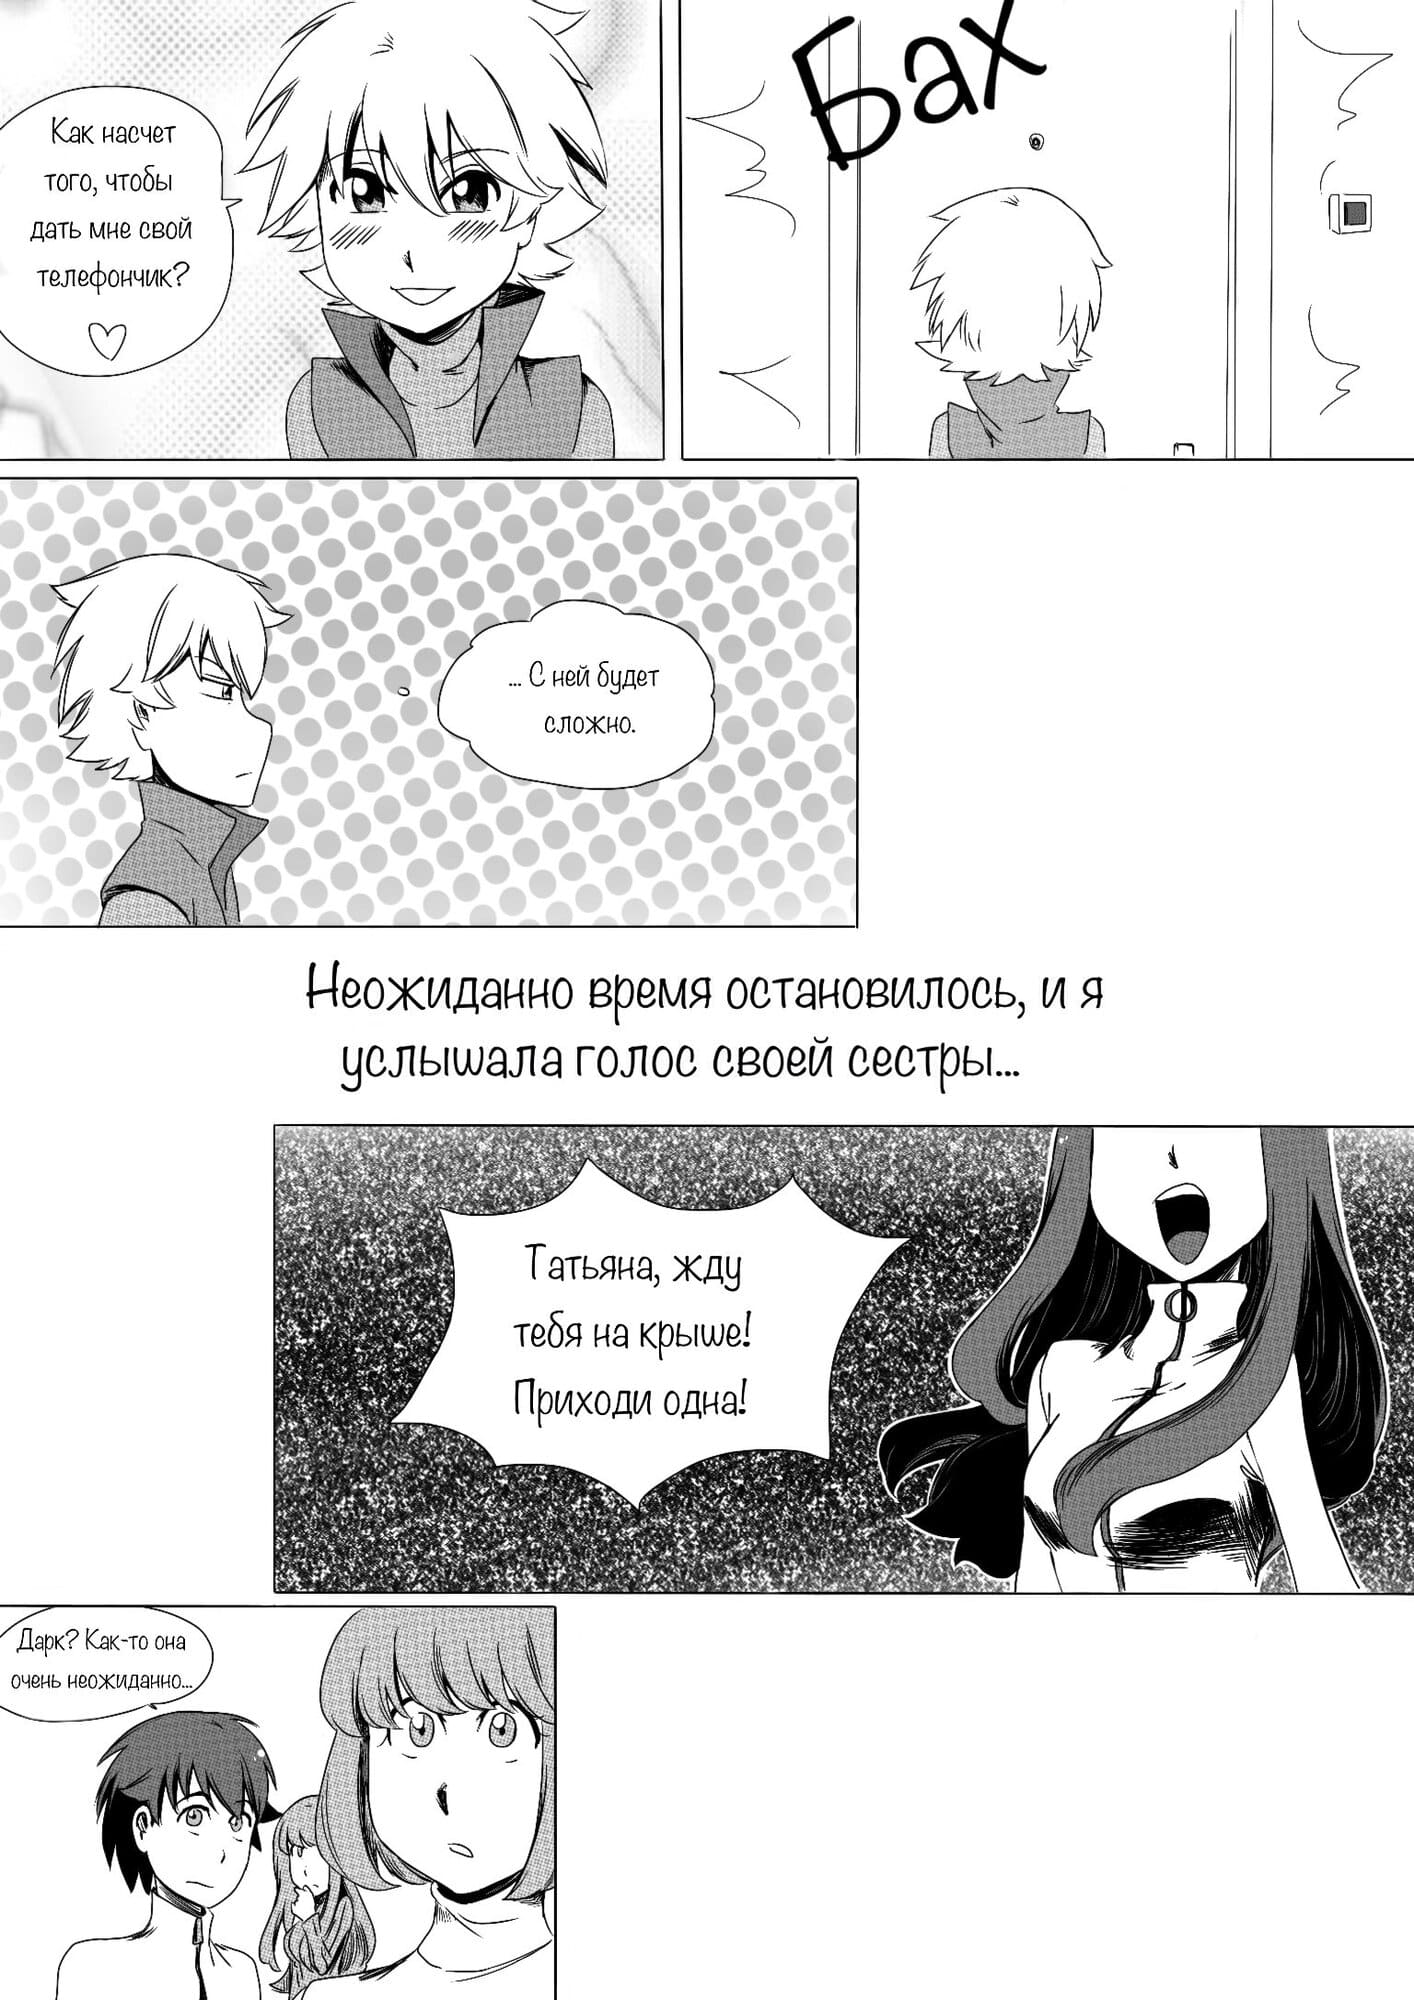 Как насчет
того, чтобы
дать мне свой
телефончик?
Бах
... С ней будет
сложно.
Неожиданно время остановилось, и я
услышала голос своей сестры...
Татьяна, жду
тебя на крыше!
Приходи одна!
Дарк? Как-то она
очень неожиданно...